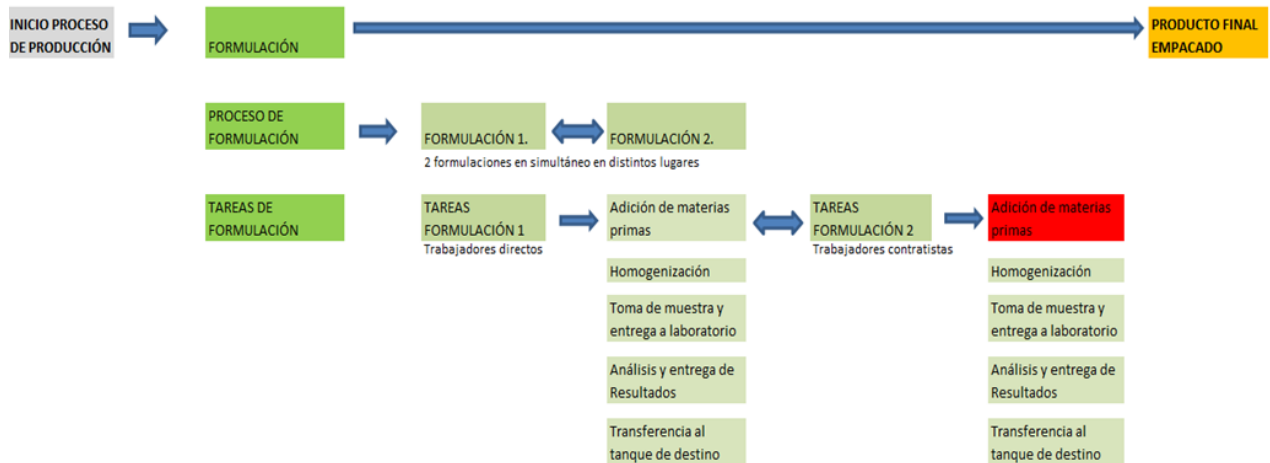 INICIO PROCESO
DE PRODUCCIÓN
FORMULACIÓN
PRODUCTO FINAL
EMPACADO
PROCESO DE
FORMULACIÓN
FORMULACIÓN 1.
FORMULACIÓN 2.
2 formulaciones en simultáneo en distintos lugares
TAREAS DE
FORMULACIÓN
TAREAS
FORMULACIÓN 1
Trabajadores directos
Adición de materias
primas
Homogenización
Toma de muestra y
entrega a laboratorio
Análisis y entrega de
Resultados
Transferencia al
tanque de destino
TAREAS
FORMULACIÓN 2
Trabajadores contratistas
Adición de materias
primas
Homogenización
Toma de muestra y
entrega a laboratorio
Análisis y entrega de
Resultados
Transferencia al
tanque de destino